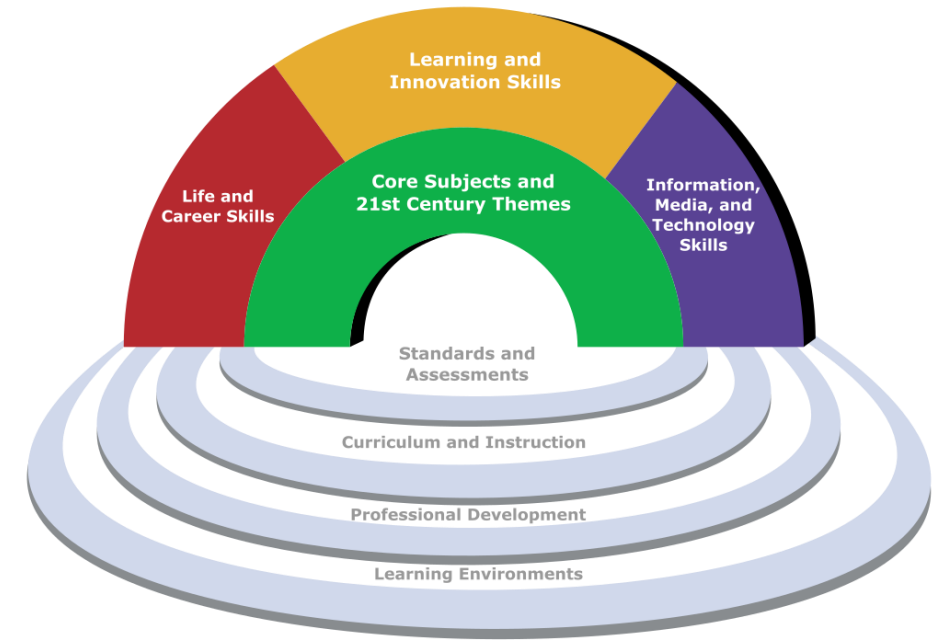 Learning and
Innovation Skills
Core Subjects and
21st Century Themes
Life and
Career Skills
Information,
Media, and
Technology
Skills
Standards and
Assessments
Curriculum and Instruction
Professional Development
Learning Environments